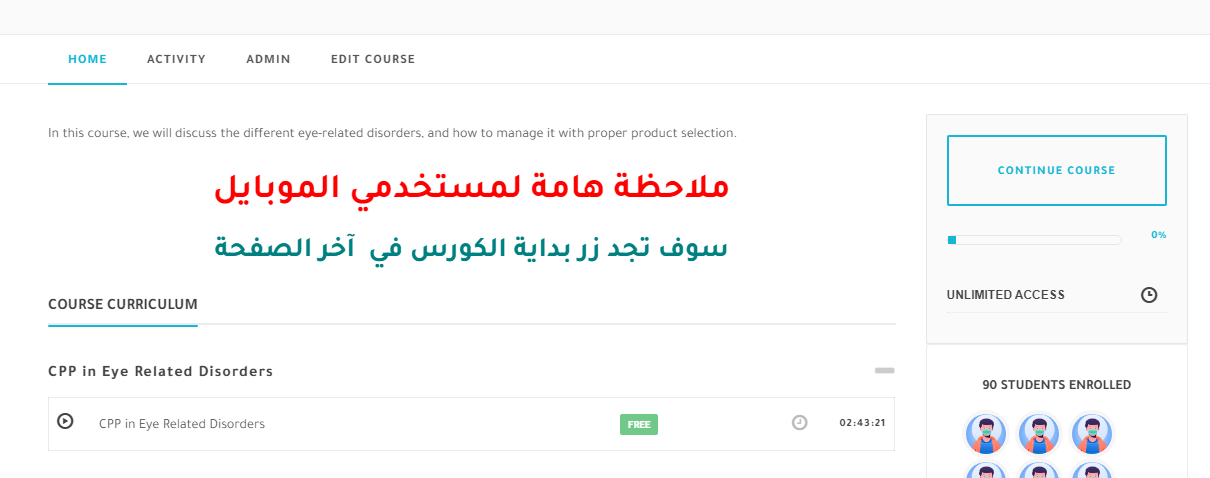 HOME ACTIVITY ADMIN EDIT COURSE
In this course, we will discuss the different eye-related disorders, and how to manage it with proper product selection.
ملاحظة هامة لمستخدمي الموبايل
سوف تجد زر بداية الكورس في آخر الصفحة
COURSE CURRICULUM
CPP in Eye Related Disorders
CPP in Eye Related Disorders FREE 02:43:21
CONTINUE COURSE
0%
UNLIMITED ACCESS
90 STUDENTS ENROLLED